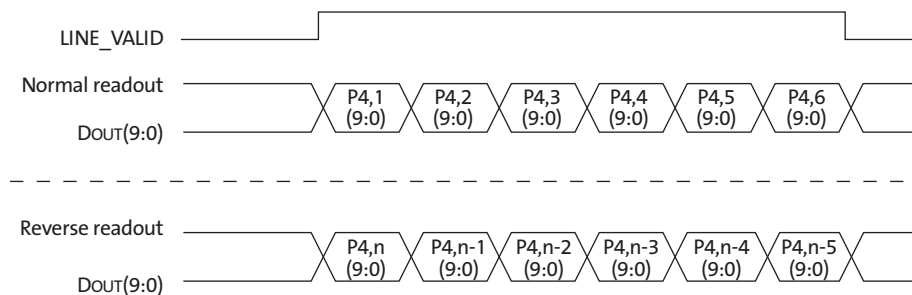 LINE_VALID
Normal readout
P4,1 P4,2 P4,3 P4,4 P4,5 P4,6
(9:0) (9:0) (9:0) (9:0) (9:0) (9:0)
DOUT(9:0)
Reverse readout
P4,n P4,n-1 P4,n-2 P4,n-3 P4,n-4 P4,n-5
(9:0) (9:0) (9:0) (9:0) (9:0) (9:0)
DOUT(9:0)